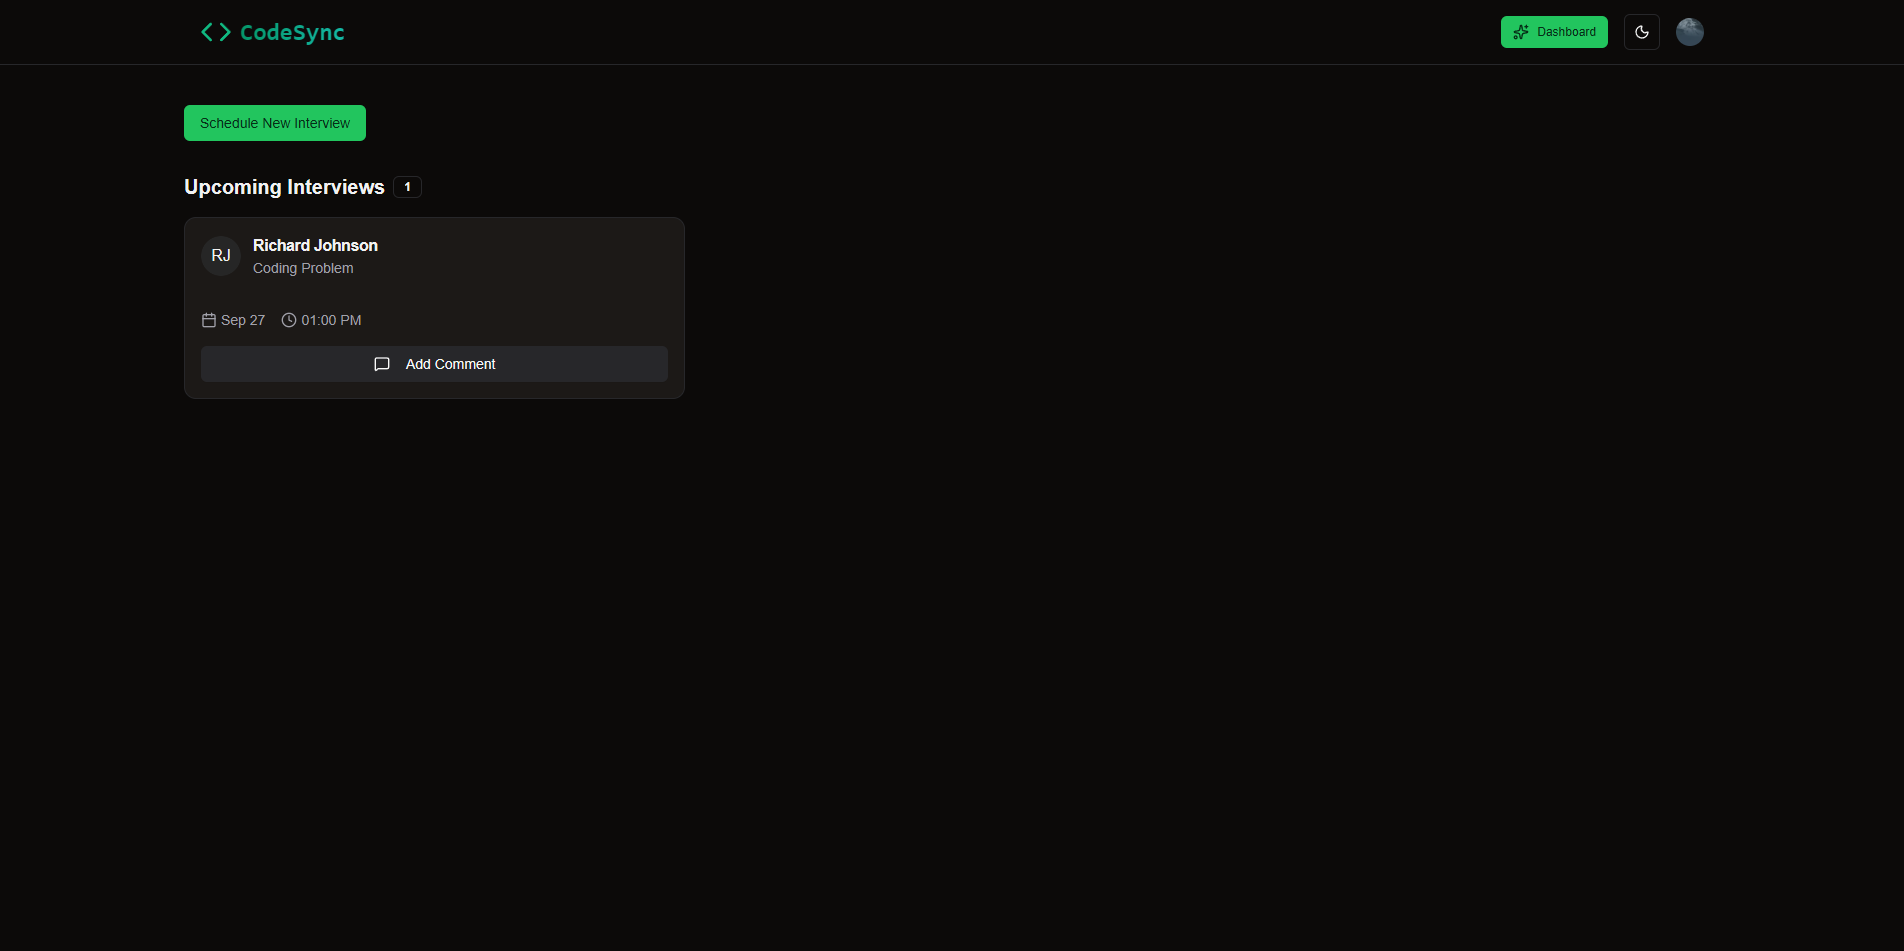 CodeSync
Dashboard
Schedule New Interview
Upcoming Interviews 1
RJ
Richard Johnson
Coding Problem
Sep 27 01:00 PM
Add Comment